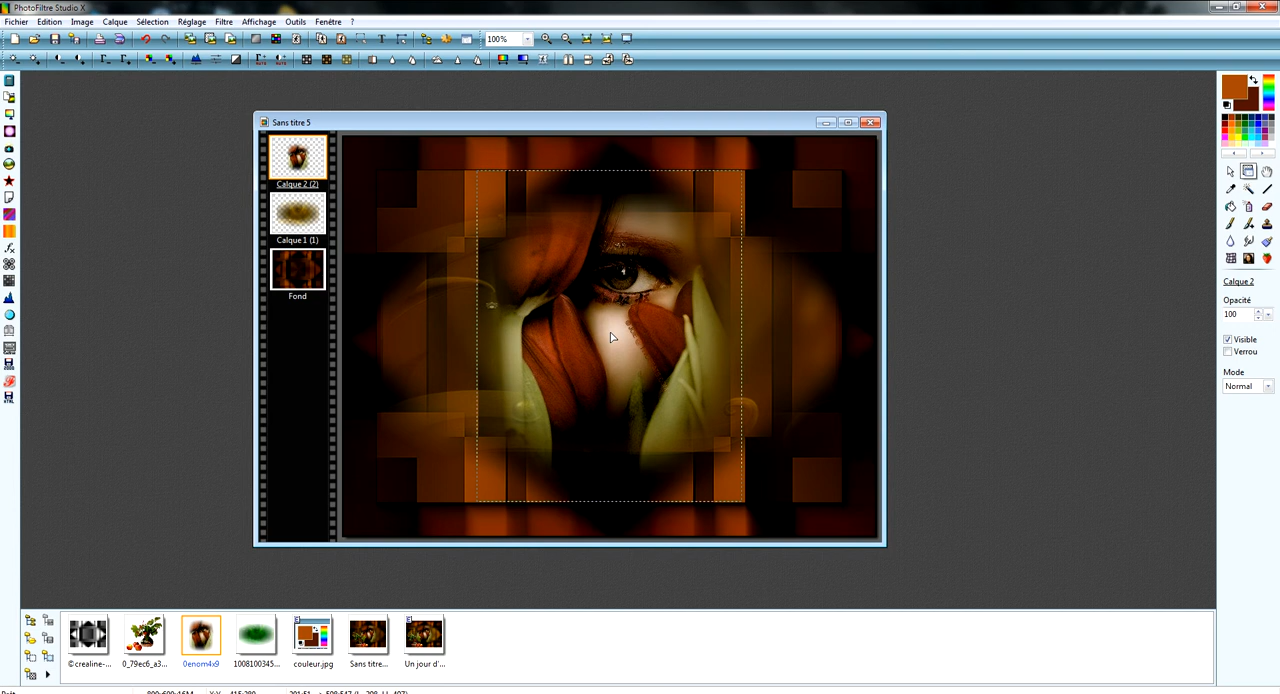 PhotoFiltre Studio X
Fichier Edition Image Calque Sélection Réglage Filtre Affichage Outils Fenêtre ?
100%
Sans titre 5
Calque 2 (2)
Calque 1 (1)
Fond
Calque 2
Opacité
100
Visible
Verrou
Mode
Normal
©crealine-... 0_79ec6_a3... 0enom4x9 1008100345... couleur.jpg Sans titre... Un jour d'...